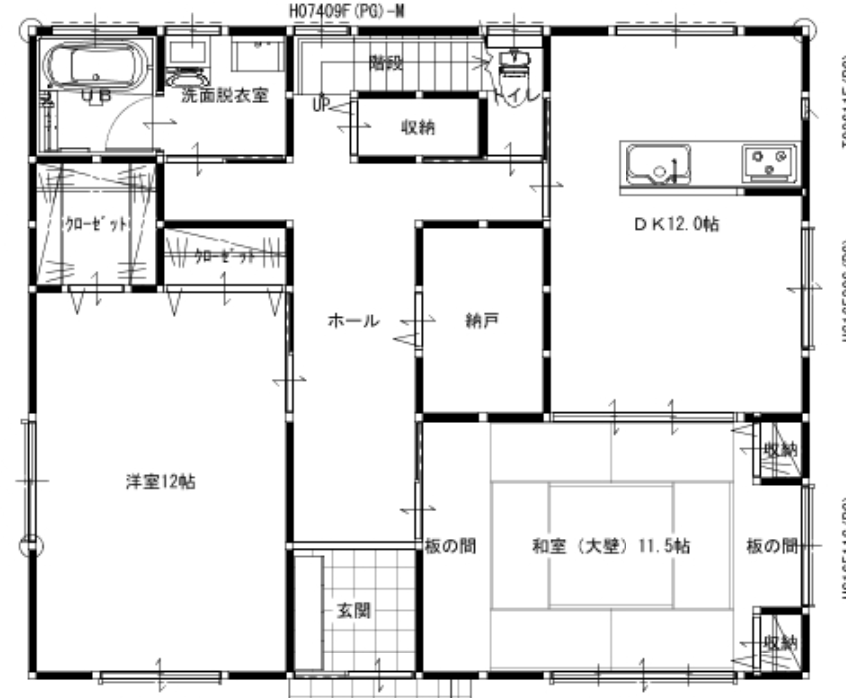 H07409F(PG)-M
階段
UB
洗面脱衣室
トイレ
UP
収納
クローゼット
DK12.0帖
クローゼット
ホール
納戸
収納
洋室12帖
板の間
和室（大壁）11.5帖
板の間
玄関
収納